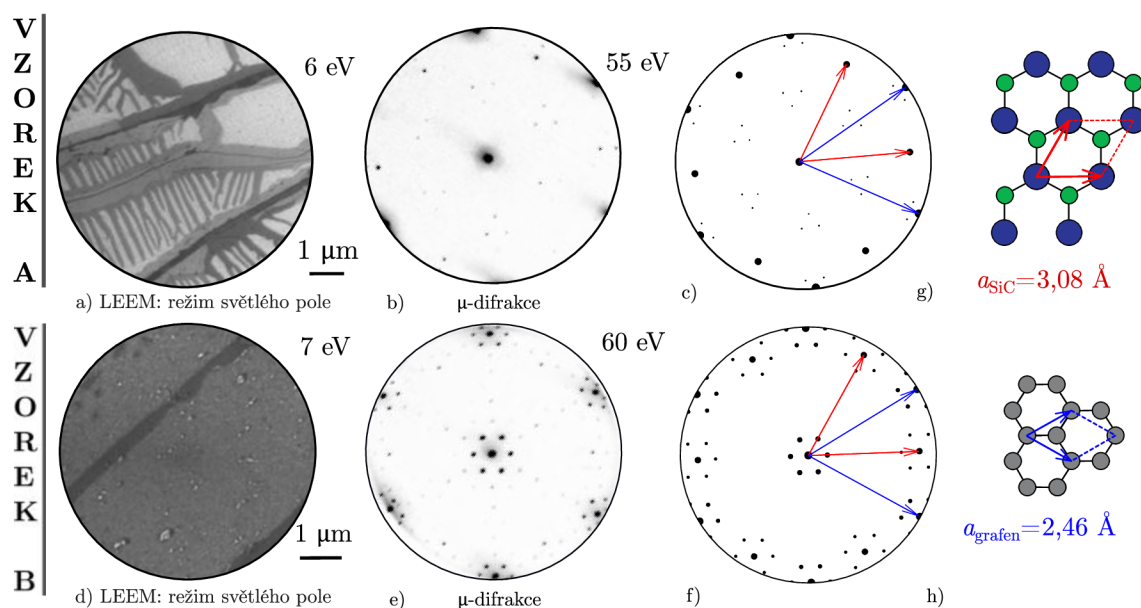 VZOREK A
6 eV
1 µm
a) LEEM: režim světlého pole
55 eV
b)
µ-difrakce
c)
g)
aSiC=3,08 Å
VZOREK B
7 eV
1 µm
d) LEEM: režim světlého pole
60 eV
e)
µ-difrakce
f)
h)
agrafen=2,46 Å